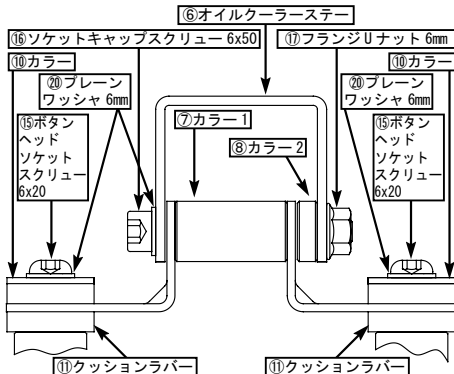 ⑥オイルクーラーステー
⑯ソケットキャップスクリュー 6x50
⑰フランジUナット 6mm
⑩カラー
⑩カラー
⑳プレーン
ワッシャ 6mm
⑳プレーン
ワッシャ 6mm
⑦カラー1
⑧カラー2
⑮ボタン
ヘッド
ソケット
スクリュー
6x20
⑮ボタン
ヘッド
ソケット
スクリュー
6x20
⑪クッションラバー
⑪クッションラバー